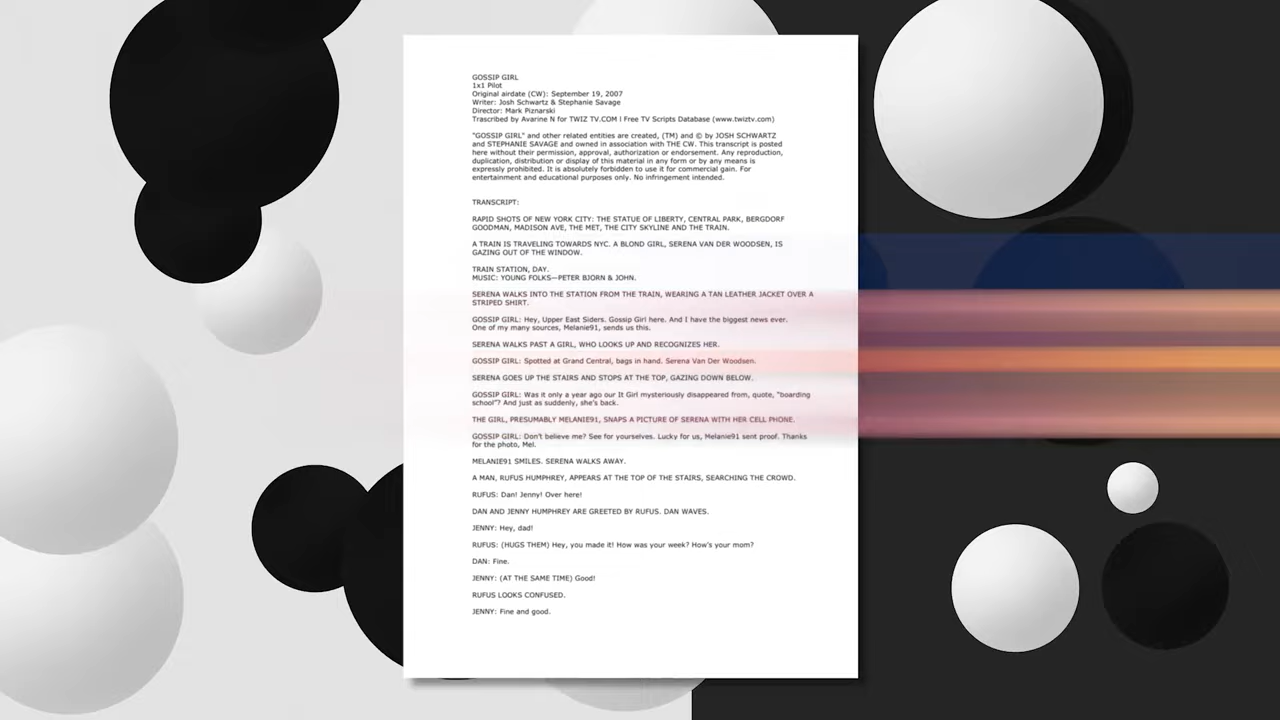 GOSSIP GIRL
1x1 Pilot
Original airdate (CW): September 19, 2007
Writer: Josh Schwartz & Stephanie Savage
Director: Mark Piznarski
Trascribed by Avarine N for TWIZ TV.COM l Free TV Scripts Database (www.twiztv.com)
"GOSSIP GIRL" and other related entities are created, (TM) and © by JOSH SCHWARTZ
and STEPHANIE SAVAGE and owned in association with THE CW. This transcript is posted
here without their permission, approval, authorization or endorsement. Any reproduction,
duplication, distribution or display of this material in any form or by any means is
expressly prohibited. It is absolutely forbidden to use it for commercial gain. For
entertainment and educational purposes only. No infringement intended.
TRANSCRIPT:
RAPID SHOTS OF NEW YORK CITY: THE STATUE OF LIBERTY, CENTRAL PARK, BERGDORF
GOODMAN, MADISON AVE, THE MET, THE CITY SKYLINE AND THE TRAIN.
A TRAIN IS TRAVELING TOWARDS NYC. A BLOND GIRL, SERENA VAN DER WOODSEN, IS
GAZING OUT OF THE WINDOW.
TRAIN STATION, DAY.
MUSIC: YOUNG FOLKS—PETER BJORN & JOHN.
SERENA WALKS INTO THE STATION FROM THE TRAIN, WEARING A TAN LEATHER JACKET OVER A
STRIPED SHIRT.
GOSSIP GIRL: Hey, Upper East Siders. Gossip Girl here. And I have the biggest news ever.
One of my many sources, Melanie91, sends us this.
SERENA WALKS PAST A GIRL, WHO LOOKS UP AND RECOGNIZES HER.
GOSSIP GIRL: Spotted at Grand Central, bags in hand. Serena Van Der Woodsen.
SERENA GOES UP THE STAIRS AND STOPS AT THE TOP, GAZING DOWN BELOW.
GOSSIP GIRL: Was it only a year ago our It Girl mysteriously disappeared from, quote, "boarding
school"? And just as suddenly, she's back.
THE GIRL, PRESUMABLY MELANIE91, SNAPS A PICTURE OF SERENA WITH HER CELL PHONE.
GOSSIP GIRL: Don't believe me? See for yourselves. Lucky for us, Melanie91 sent proof. Thanks
for the photo, Mel.
MELANIE91 SMILES. SERENA WALKS AWAY.
A MAN, RUFUS HUMPHREY, APPEARS AT THE TOP OF THE STAIRS, SEARCHING THE CROWD.
RUFUS: Dan! Jenny! Over here!
DAN AND JENNY HUMPHREY ARE GREETED BY RUFUS. DAN WAVES.
JENNY: Hey, dad!
RUFUS: (HUGS THEM) Hey, you made it! How was your week? How's your mom?
DAN: Fine.
JENNY: (AT THE SAME TIME) Good!
RUFUS LOOKS CONFUSED.
JENNY: Fine and good.